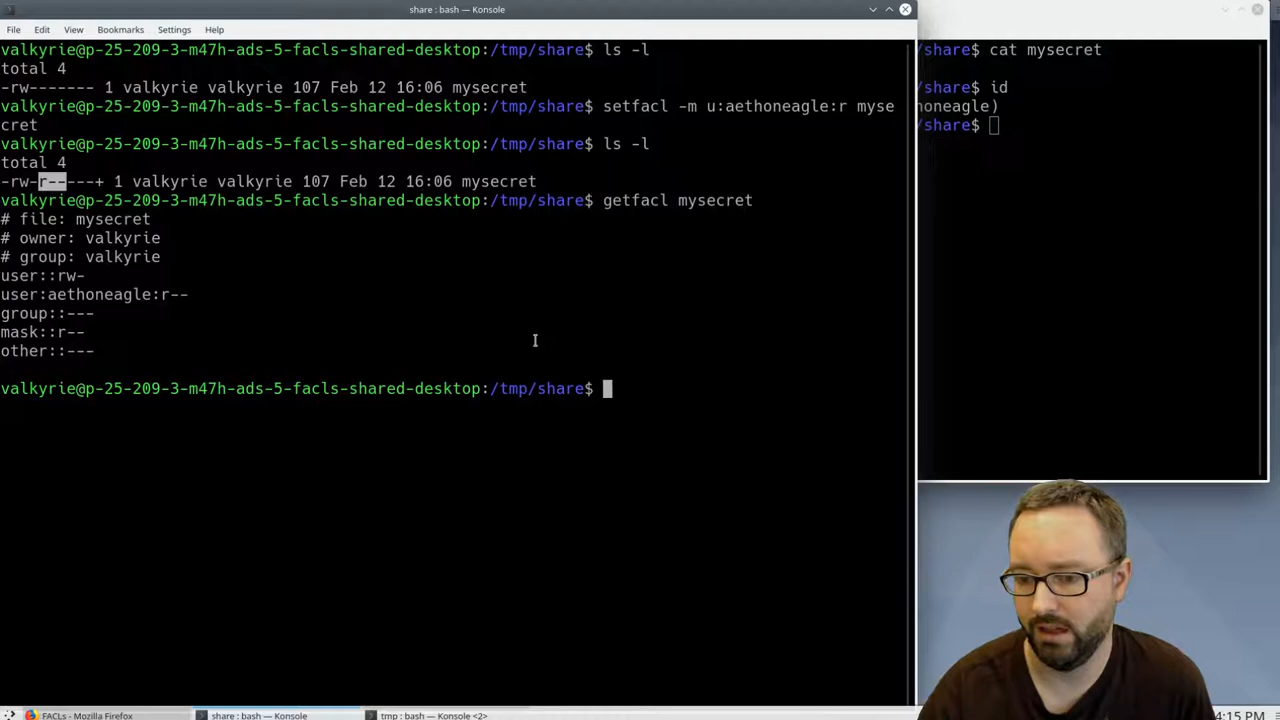 share : bash — Konsole
File Edit View Bookmarks Settings Help
valkyrie@p-25-209-3-m47h-ads-5-facls-shared-desktop:/tmp/share$ ls -l
total 4
-rw------- 1 valkyrie valkyrie 107 Feb 12 16:06 mysecret
valkyrie@p-25-209-3-m47h-ads-5-facls-shared-desktop:/tmp/share$ setfacl -m u:aethoneagle:r myse
cret
valkyrie@p-25-209-3-m47h-ads-5-facls-shared-desktop:/tmp/share$ ls -l
total 4
-rw-r-----+ 1 valkyrie valkyrie 107 Feb 12 16:06 mysecret
valkyrie@p-25-209-3-m47h-ads-5-facls-shared-desktop:/tmp/share$ getfacl mysecret
# file: mysecret
# owner: valkyrie
# group: valkyrie
user::rw-
user:aethoneagle:r--
group::---
mask::r--
other::---
valkyrie@p-25-209-3-m47h-ads-5-facls-shared-desktop:/tmp/share$
/share$ cat mysecret
/share$ id
honeagle)
/share$
FACLs - Mozilla Firefox
share : bash — Konsole
tmp : bash — Konsole <2>
4:15 PM